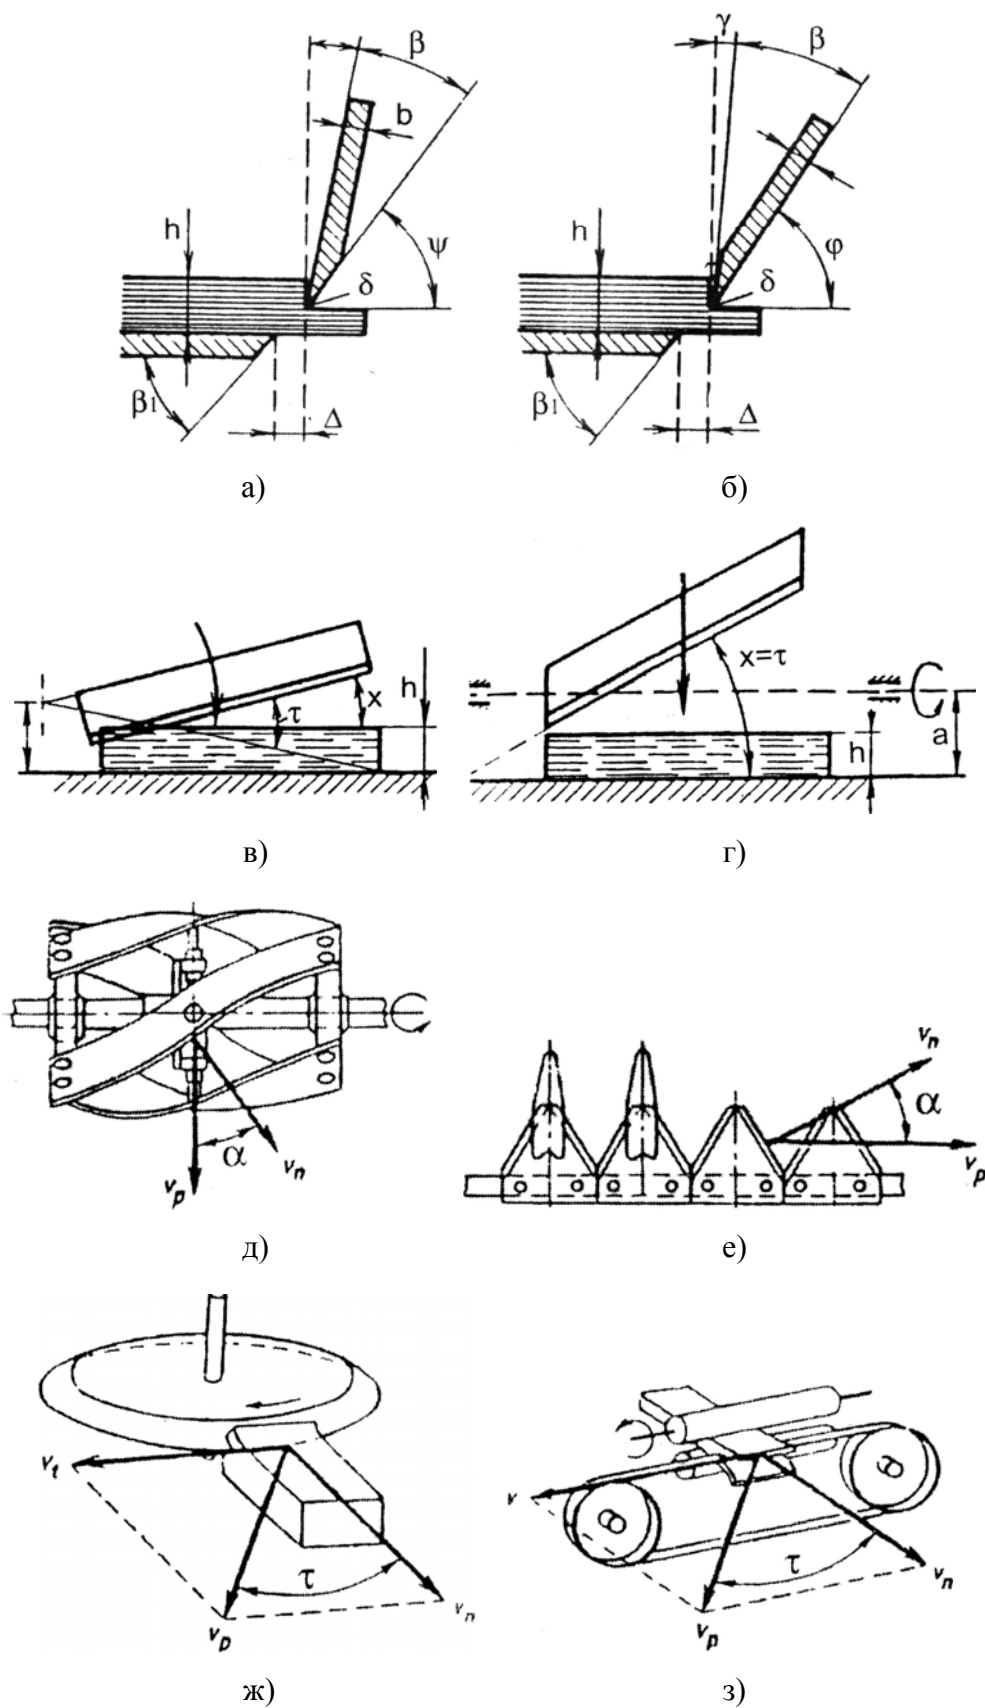 β γ β
b
h ψ h φ
δ δ
β1 Δ β1 Δ
а) б)
h x τ x=τ a h
в) г)
α vn vp vn α vp
д) е)
vt τ vp vn v τ vp vn
ж) з)